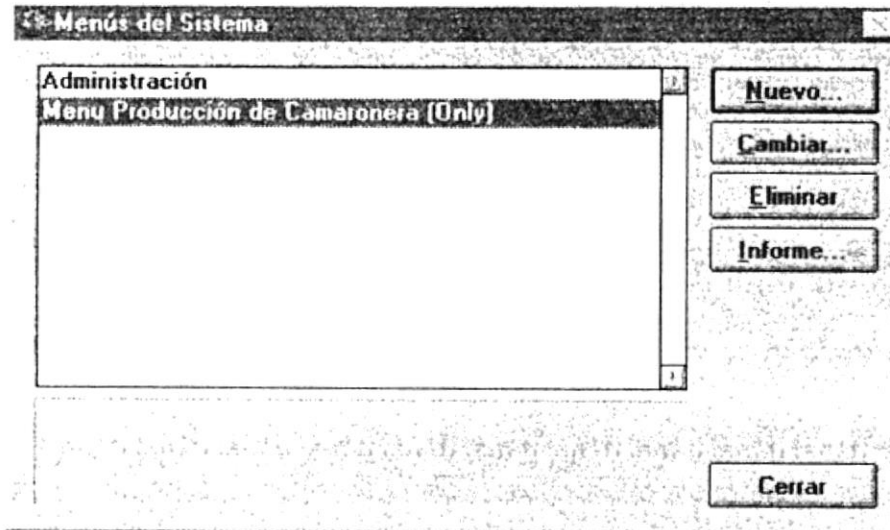 Menús del Sistema
Administración
Menu Producción de Camaronera (Only)
Nuevo...
Cambiar...
Eliminar
Informe...
Cerrar